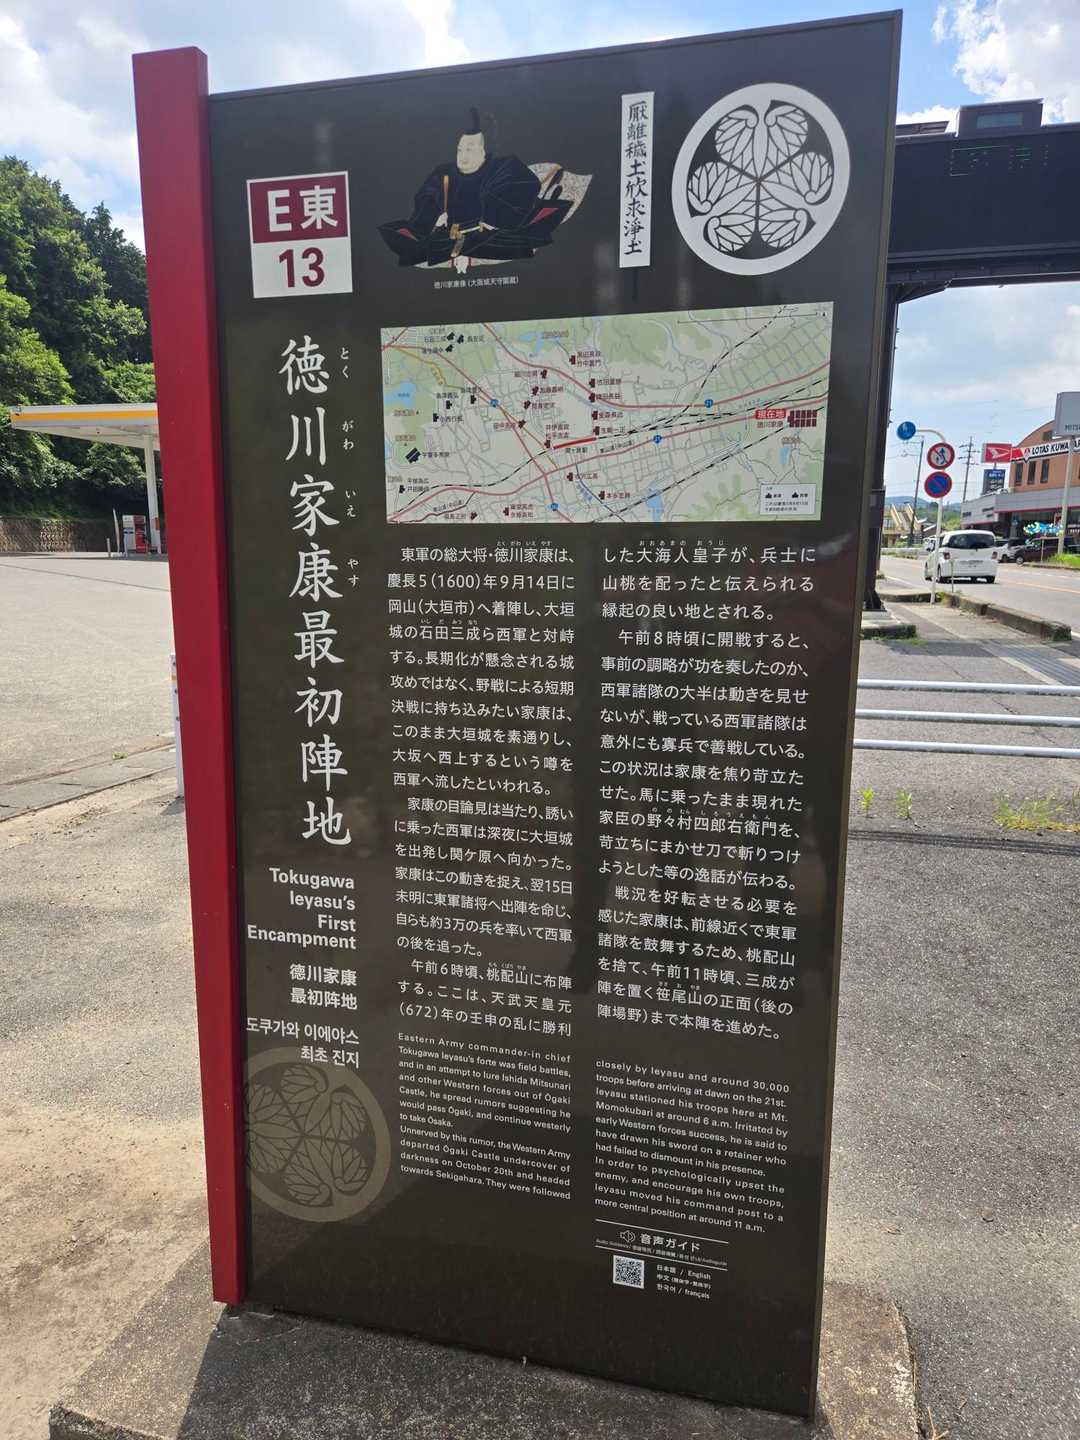 E東
13
徳川家康像(大阪城天守閣蔵)
厭離穢土欣求浄土
現在地
徳川家康
徳川家康最初陣地
とく がわ いえ やす
Tokugawa
Ieyasu's
First
Encampment
德川家康
最初阵地
도쿠가와 이에야스
최초 진지
東軍の総大将・徳川家康は、
慶長5(1600)年9月14日に
岡山(大垣市)へ着陣し、大垣
城の石田三成ら西軍と対峙
する。長期化が懸念される城
攻めではなく、野戦による短期
決戦に持ち込みたい家康は、
このまま大垣城を素通りし、
大坂へ西上するという噂を
西軍へ流したといわれる。
家康の目論見は当たり、誘い
に乗った西軍は深夜に大垣城
を出発し関ケ原へ向かった。
家康はこの動きを捉え、翌15日
未明に東軍諸将へ出陣を命じ、
自らも約3万の兵を率いて西軍
の後を追った。
午前6時頃、桃配山に布陣
する。ここは、天武天皇元
(672)年の壬申の乱に勝利
した大海人皇子が、兵士に
山桃を配ったと伝えられる
縁起の良い地とされる。
午前8時頃に開戦すると、
事前の調略が功を奏したのか、
西軍諸隊の大半は動きを見せ
ないが、戦っている西軍諸隊は
意外にも寡兵で善戦している。
この状況は家康を焦り苛立た
せた。馬に乗ったまま現れた
家臣の野々村四郎右衛門を、
苛立ちにまかせ刀で斬りつけ
ようとした等の逸話が伝わる。
戦況を好転させる必要を
感じた家康は、前線近くで東軍
諸隊を鼓舞するため、桃配山
を捨て、午前11時頃、三成が
陣を置く笹尾山の正面(後の
陣場野)まで本陣を進めた。
Eastern Army commander-in chief
Tokugawa Ieyasu's forte was field battles,
and in an attempt to lure Ishida Mitsunari
and other Western forces out of Ōgaki
Castle, he spread rumors suggesting he
would pass Ōgaki, and continue westerly
to take Ōsaka.
Unnerved by this rumor, the Western Army
departed Ōgaki Castle undercover of
darkness on October 20th and headed
towards Sekigahara. They were followed
closely by Ieyasu and around 30,000
troops before arriving at dawn on the 21st.
Ieyasu stationed his troops here at Mt.
Momokubari at around 6 a.m. Irritated by
early Western forces success, he is said to
have drawn his sword on a retainer who
had failed to dismount in his presence.
In order to psychologically upset the
enemy, and encourage his own troops,
Ieyasu moved his command post to a
more central position at around 11 a.m.
音声ガイド
日本語 / English
中文 (簡体字・繁体字)
한국어 / français
DAIHATSU
LOTAS KUWA